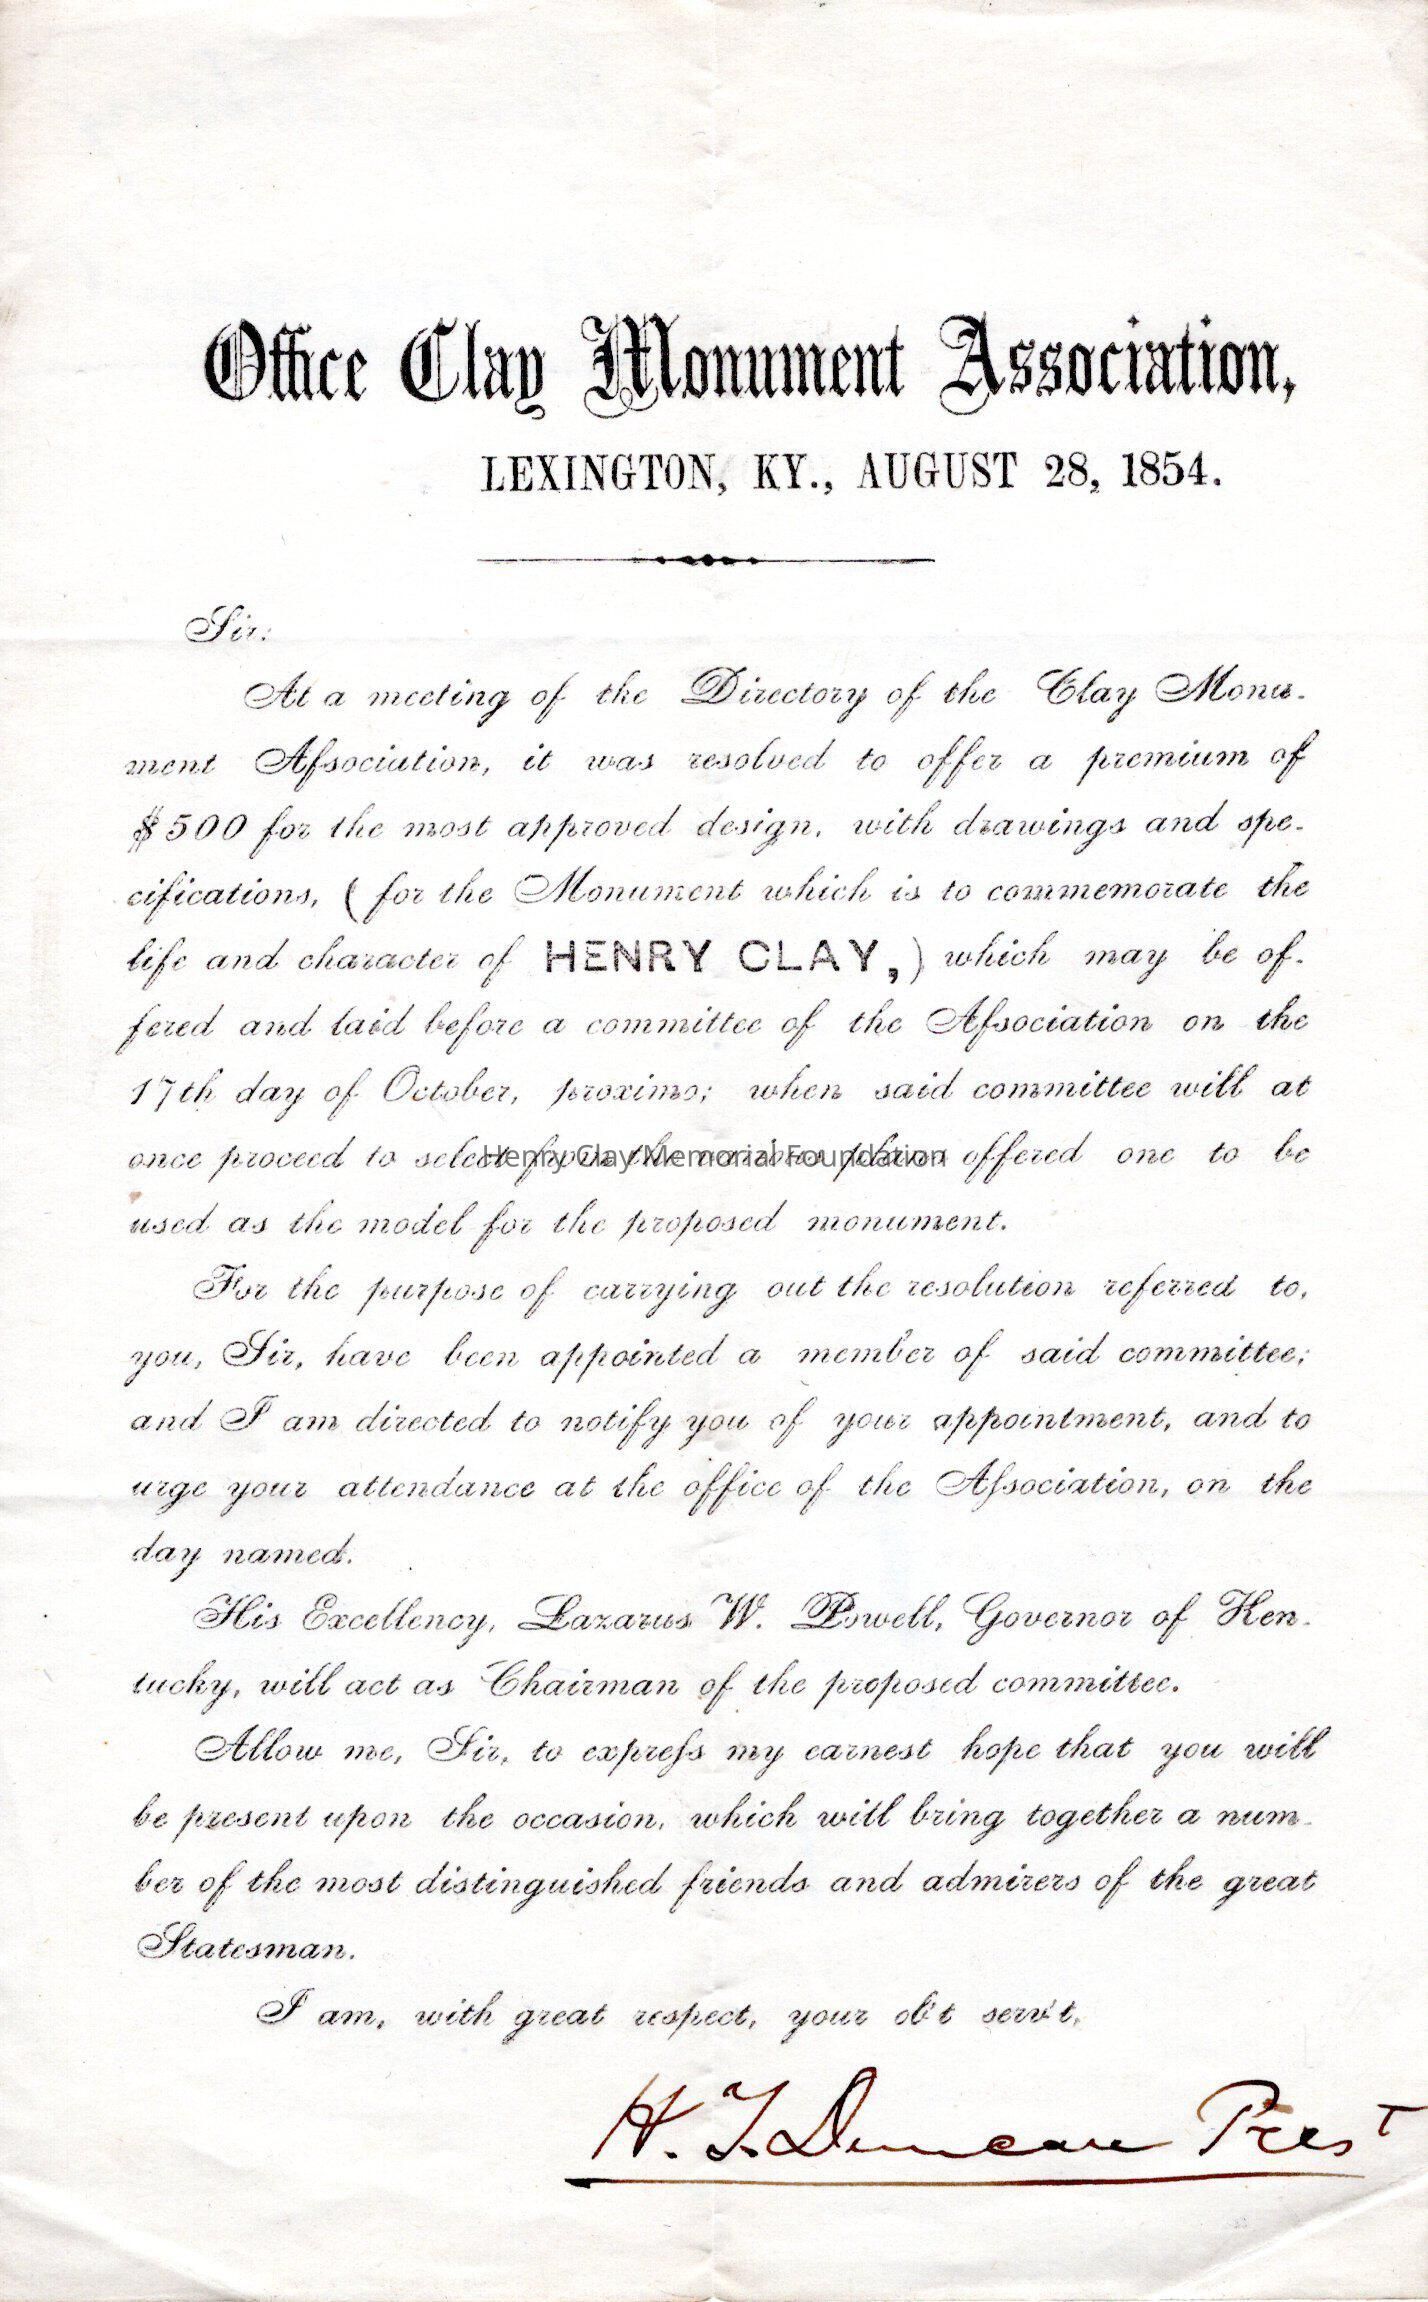 Office Clay Monument Association,
LEXINGTON, KY., AUGUST 28, 1854.
Sir:
At a meeting of the Directory of the Clay Monu-
ment Aſsociation, it was resolved to offer a premium of
$500 for the most approved design, with drawings and spe-
cifications, (for the Monument which is to commemorate the
life and character of HENRY CLAY,) which may be of-
fered and laid before a committee of the Aſsociation on the
17th day of October, proximo; when said committee will at
once proceed to select from the various plans offered one to be
Henry Clay Memorial Foundation
used as the model for the proposed monument.
For the purpose of carrying out the resolution referred to,
you, Sir, have been appointed a member of said committee;
and I am directed to notify you of your appointment, and to
urge your attendance at the office of the Aſsociation, on the
day named.
His Excellency, Lazarus W. Powell, Governor of Ken-
tucky, will act as Chairman of the proposed committee.
Allow me, Sir, to expreſs my earnest hope that you will
be present upon the occasion, which will bring together a num-
ber of the most distinguished friends and admirers of the great
Statesman.
I am, with great respect, your ob't serv't,
H. T. Duncan Prest